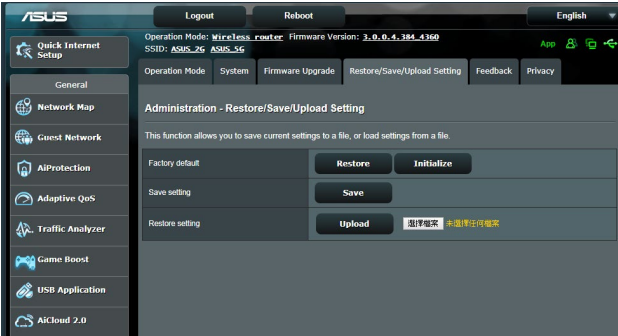 ASUS
Logout
Reboot
English
Quick Internet
Setup
Operation Mode: Wireless router Firmware Version: 3.0.0.4.384_4360
SSID: ASUS_2G ASUS_5G
App
General
Network Map
Guest Network
AiProtection
Adaptive QoS
Traffic Analyzer
Game Boost
USB Application
AiCloud 2.0
Operation Mode
System
Firmware Upgrade
Restore/Save/Upload Setting
Feedback
Privacy
Administration - Restore/Save/Upload Setting
This function allows you to save current settings to a file, or load settings from a file.
Factory default
Restore
Initialize
Save setting
Save
Restore setting
Upload
選擇檔案 未選擇任何檔案